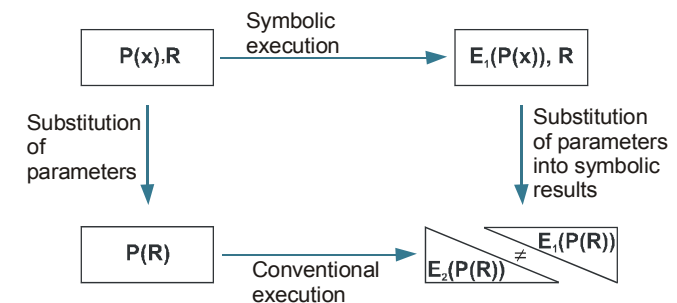 Symbolic
execution
P(x),R
E₁(P(x)), R
Substitution
of
parameters
Substitution
of parameters
into symbolic
results
P(R)
Conventional
execution
E₂(P(R))
≠
E₁(P(R))